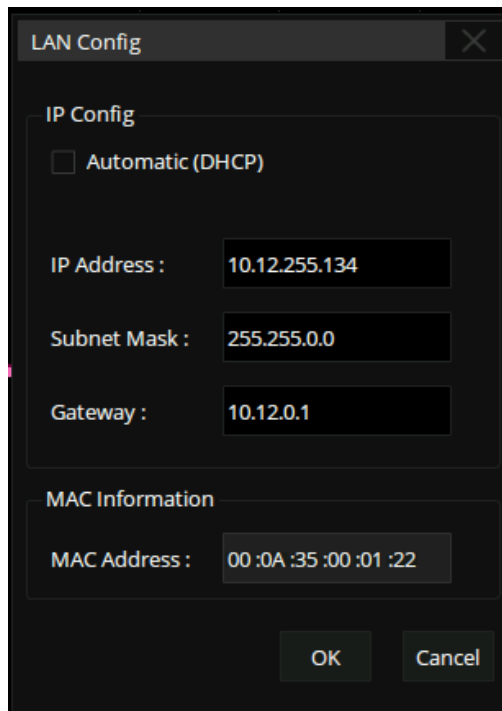 LAN Config
IP Config
Automatic (DHCP)
IP Address : 10.12.255.134
Subnet Mask : 255.255.0.0
Gateway : 10.12.0.1
MAC Information
MAC Address : 00 :0A :35 :00 :01 :22
OK Cancel